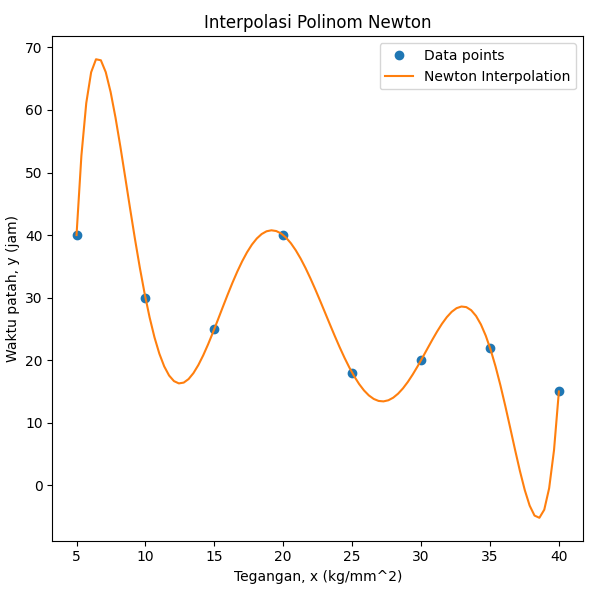 Interpolasi Polinom Newton
Data points
Newton Interpolation
70
60
50
40
30
20
10
0
Waktu patah, y (jam)
5 10 15 20 25 30 35 40
Tegangan, x (kg/mm^2)